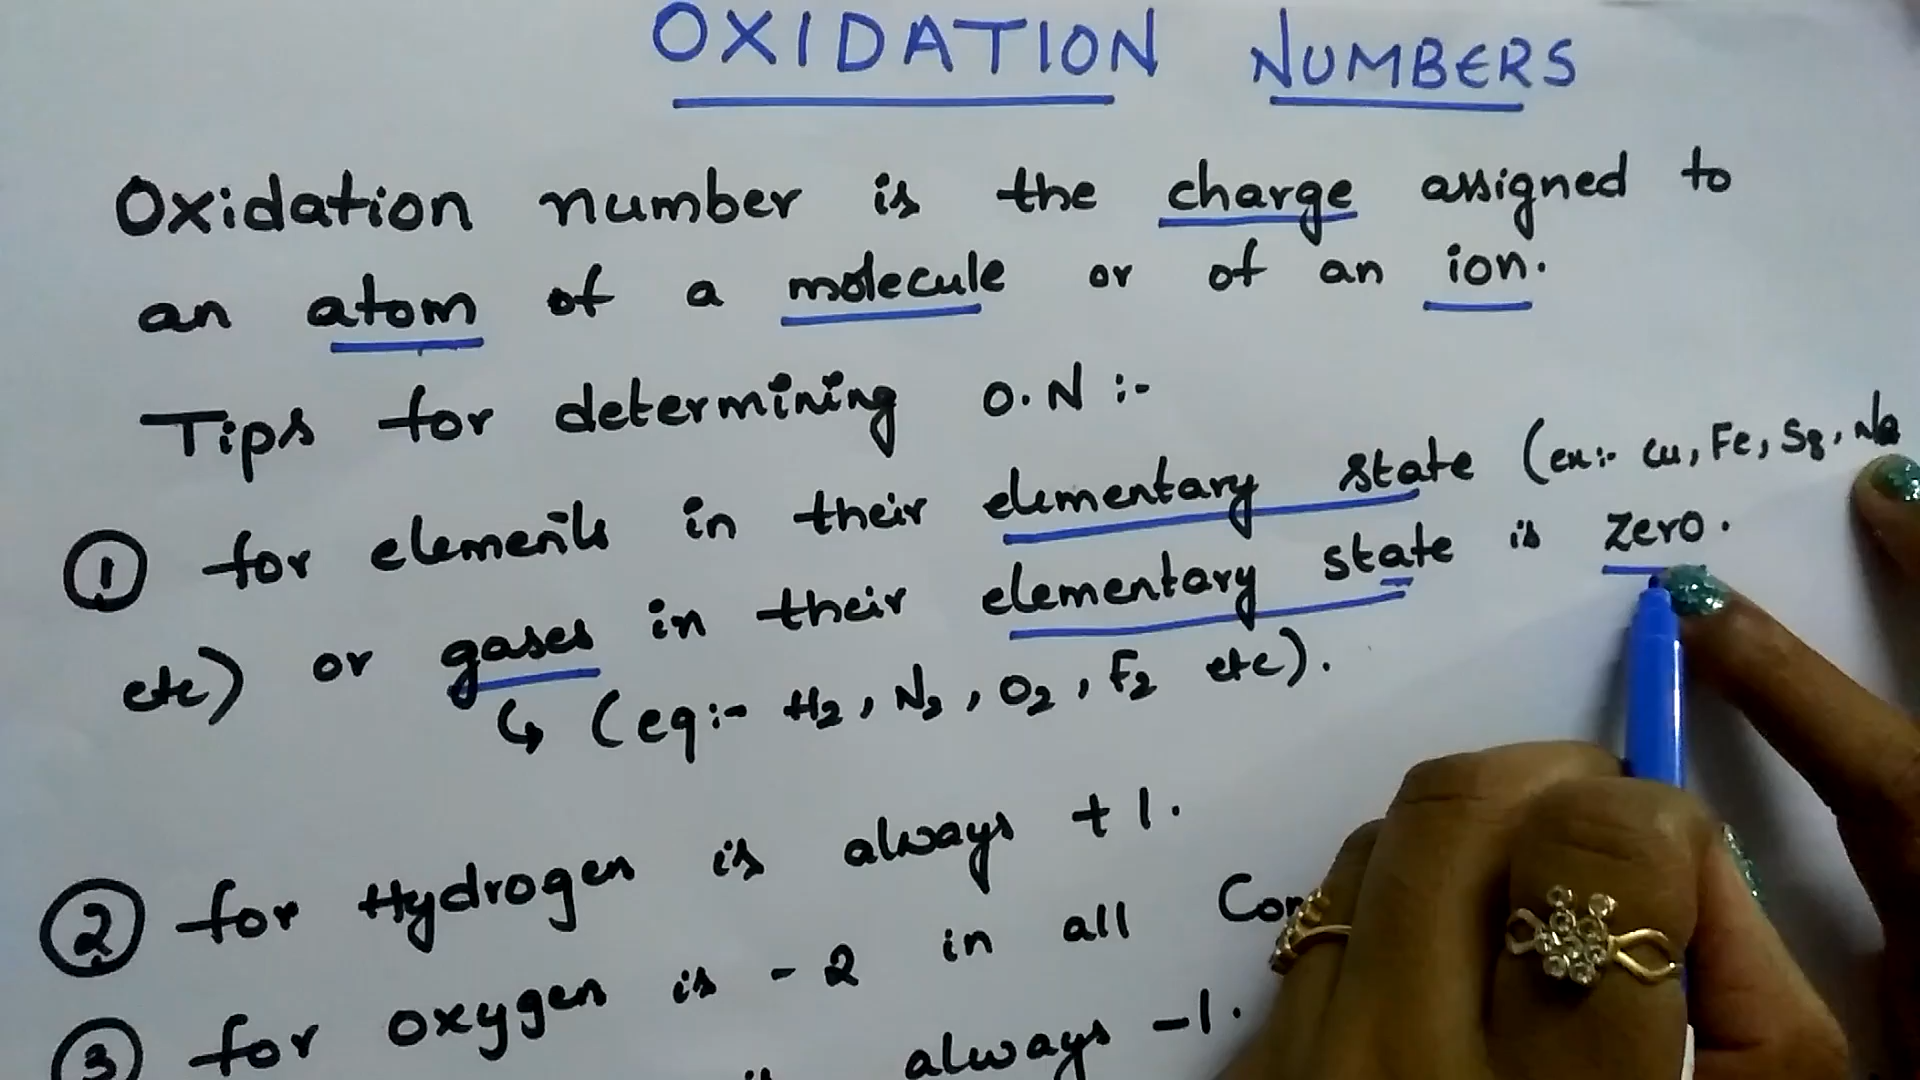 OXIDATION NUMBERS
Oxidation number is the charge assigned to
an atom of a molecule or of an ion.
Tips for determining O.N :-
① for elements in their elementary state (ex:- Cu, Fe, S8, Na
etc) or gases in their elementary state is zero.
↳ (eg:- H2, N2, O2, F2 etc).
② for Hydrogen is always +1.
③ for oxygen is -2 in all
always -1.